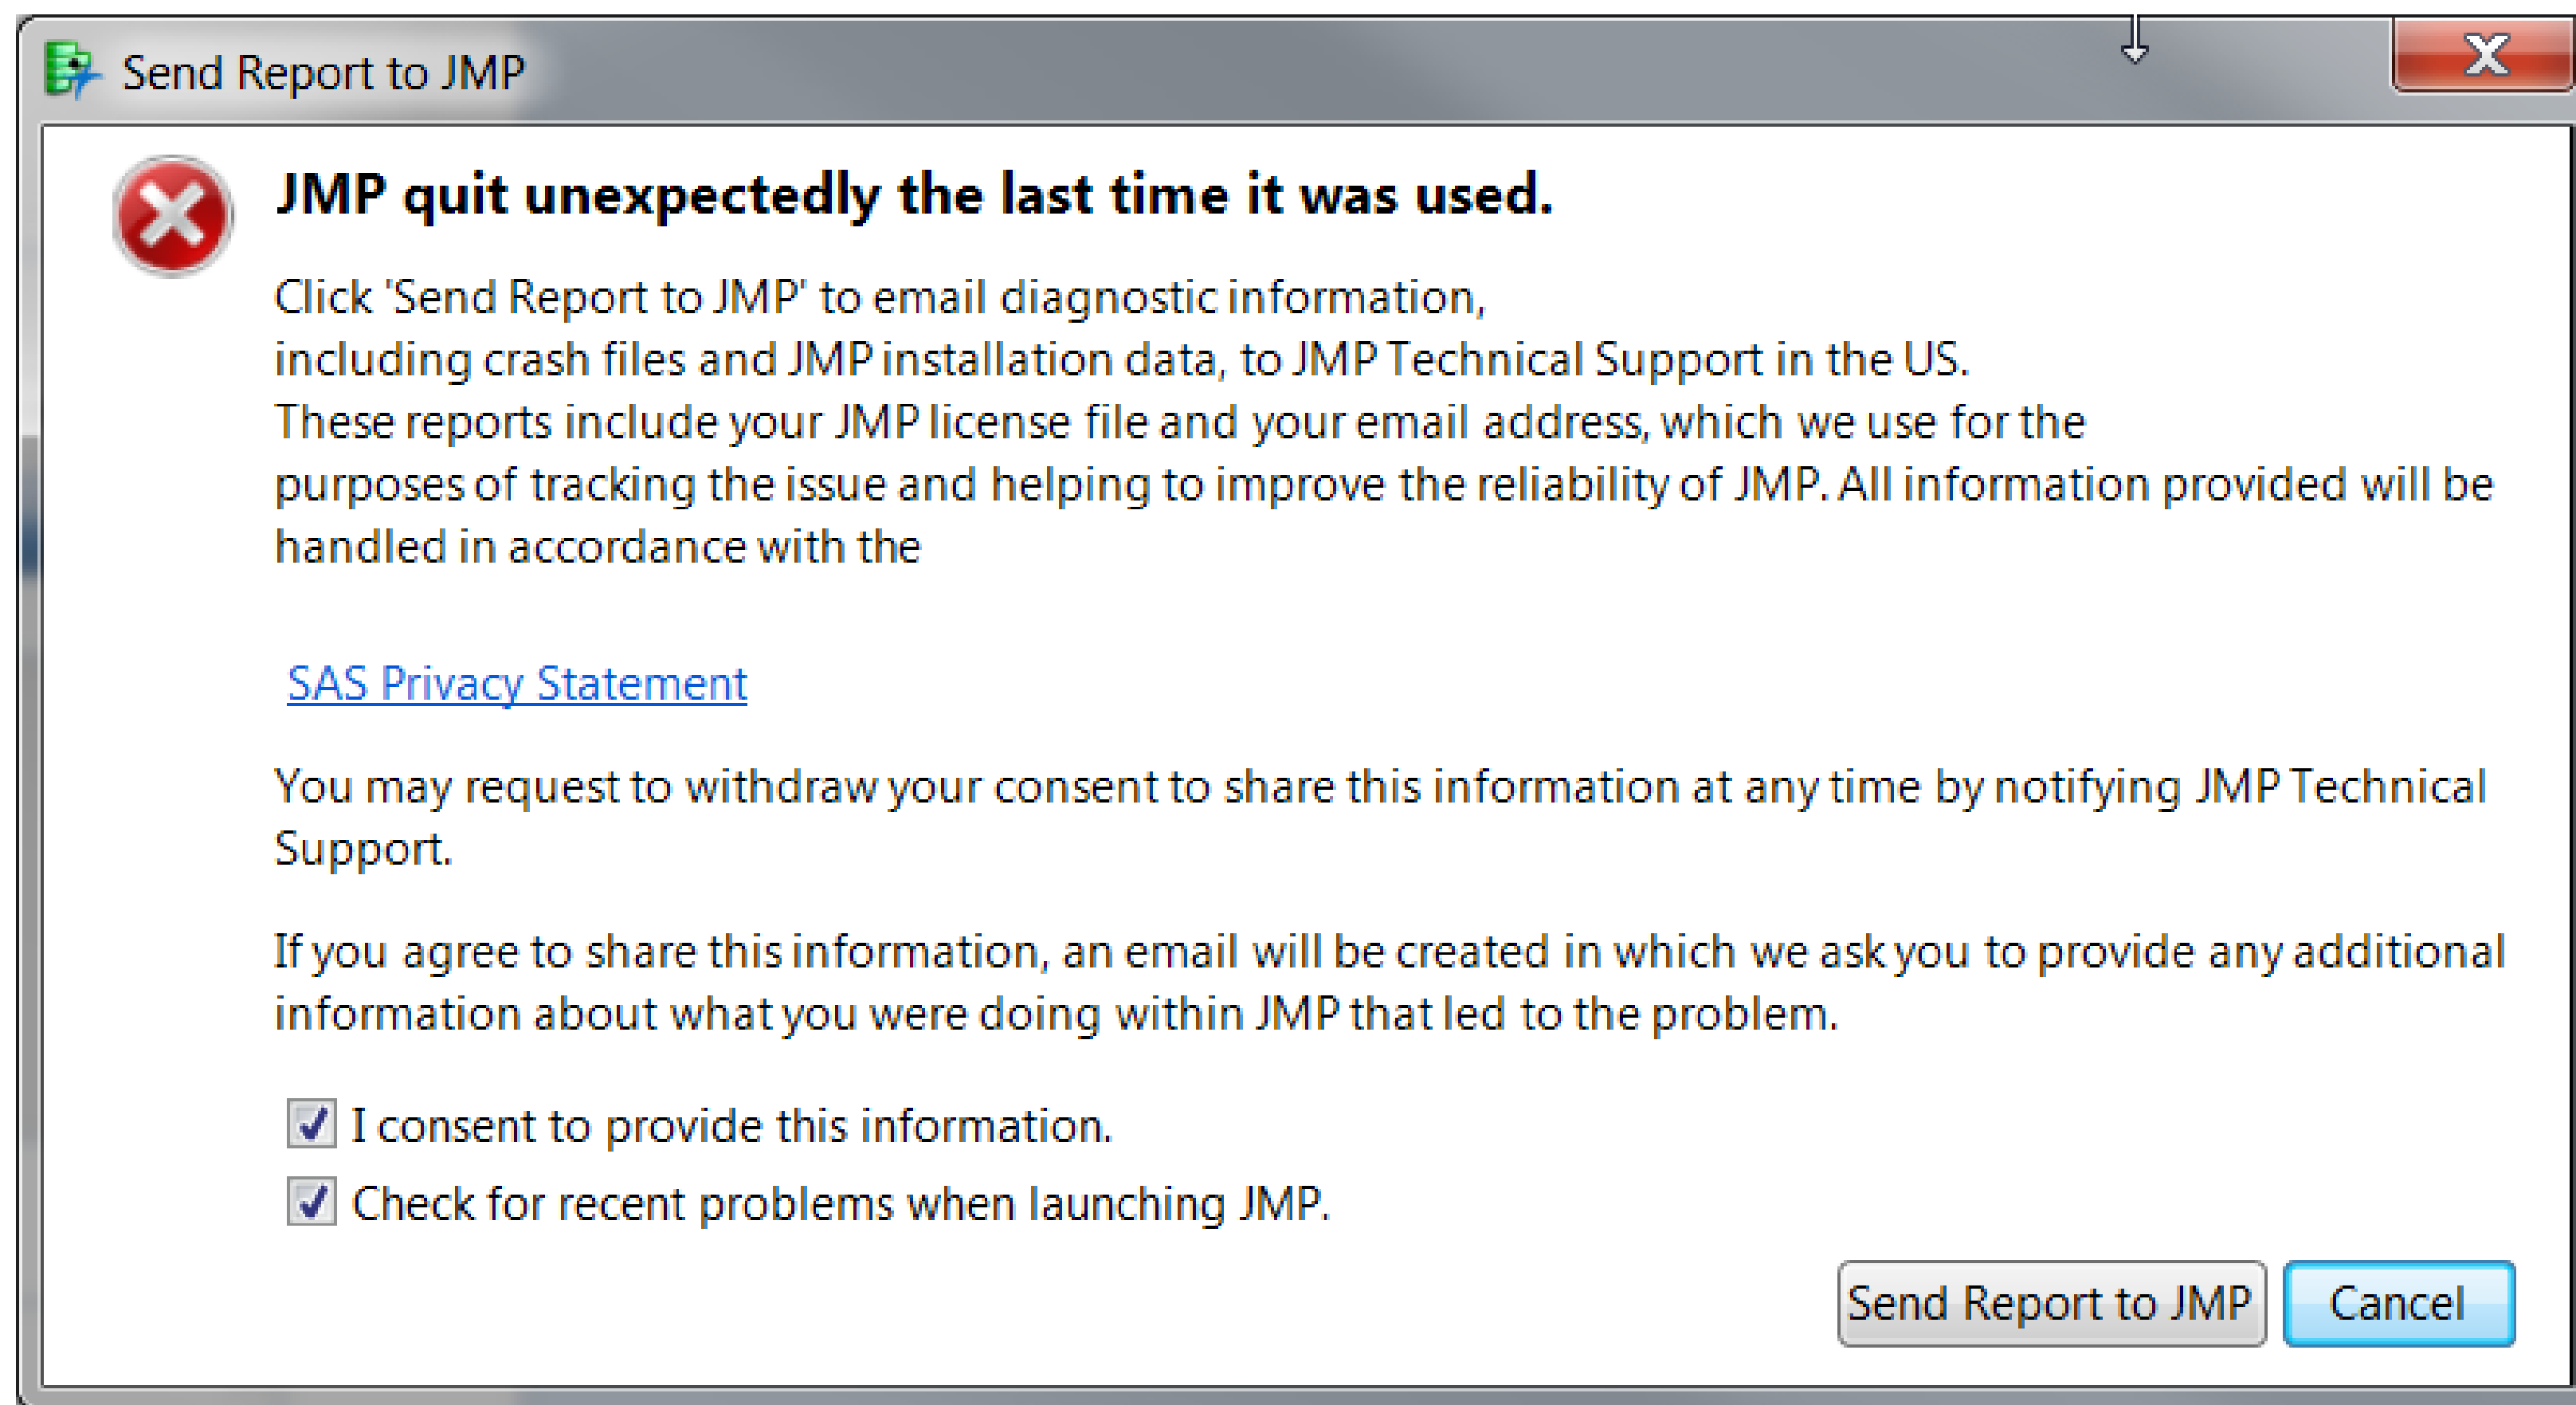 Send Report to JMP
JMP quit unexpectedly the last time it was used.
Click 'Send Report to JMP' to email diagnostic information,
including crash files and JMP installation data, to JMP Technical Support in the US.
These reports include your JMP license file and your email address, which we use for the
purposes of tracking the issue and helping to improve the reliability of JMP. All information provided will be
handled in accordance with the
SAS Privacy Statement
You may request to withdraw your consent to share this information at any time by notifying JMP Technical
Support.
If you agree to share this information, an email will be created in which we ask you to provide any additional
information about what you were doing within JMP that led to the problem.
I consent to provide this information.
Check for recent problems when launching JMP.
Send Report to JMP Cancel